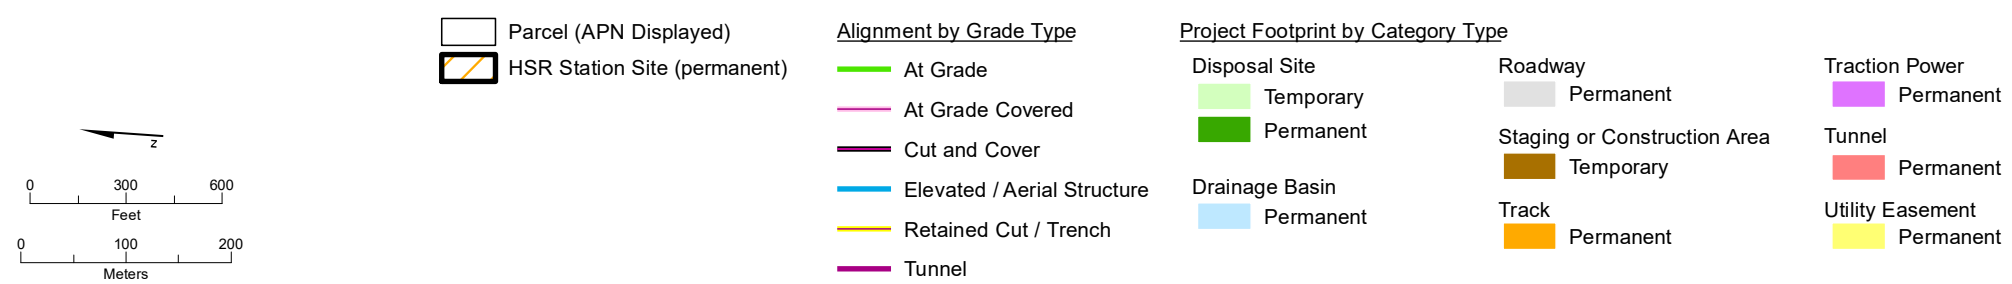 Parcel (APN Displayed)
HSR Station Site (permanent)
z
0 300 600
Feet
0 100 200
Meters
Alignment by Grade Type
At Grade
At Grade Covered
Cut and Cover
Elevated / Aerial Structure
Retained Cut / Trench
Tunnel
Project Footprint by Category Type
Disposal Site
Temporary
Permanent
Drainage Basin
Permanent
Roadway
Permanent
Staging or Construction Area
Temporary
Track
Permanent
Traction Power
Permanent
Tunnel
Permanent
Utility Easement
Permanent